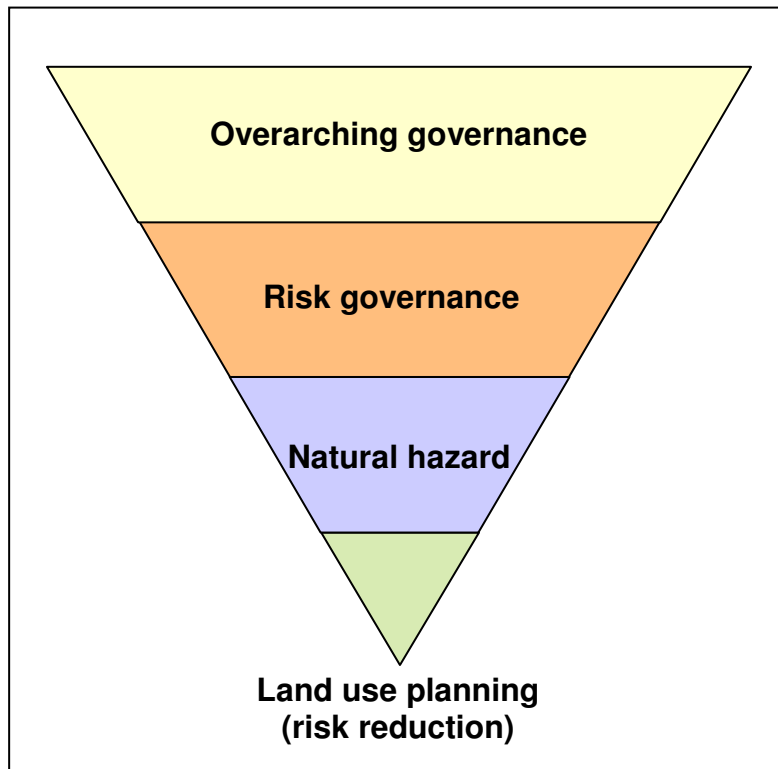 Overarching governance
Risk governance
Natural hazard
Land use planning
(risk reduction)